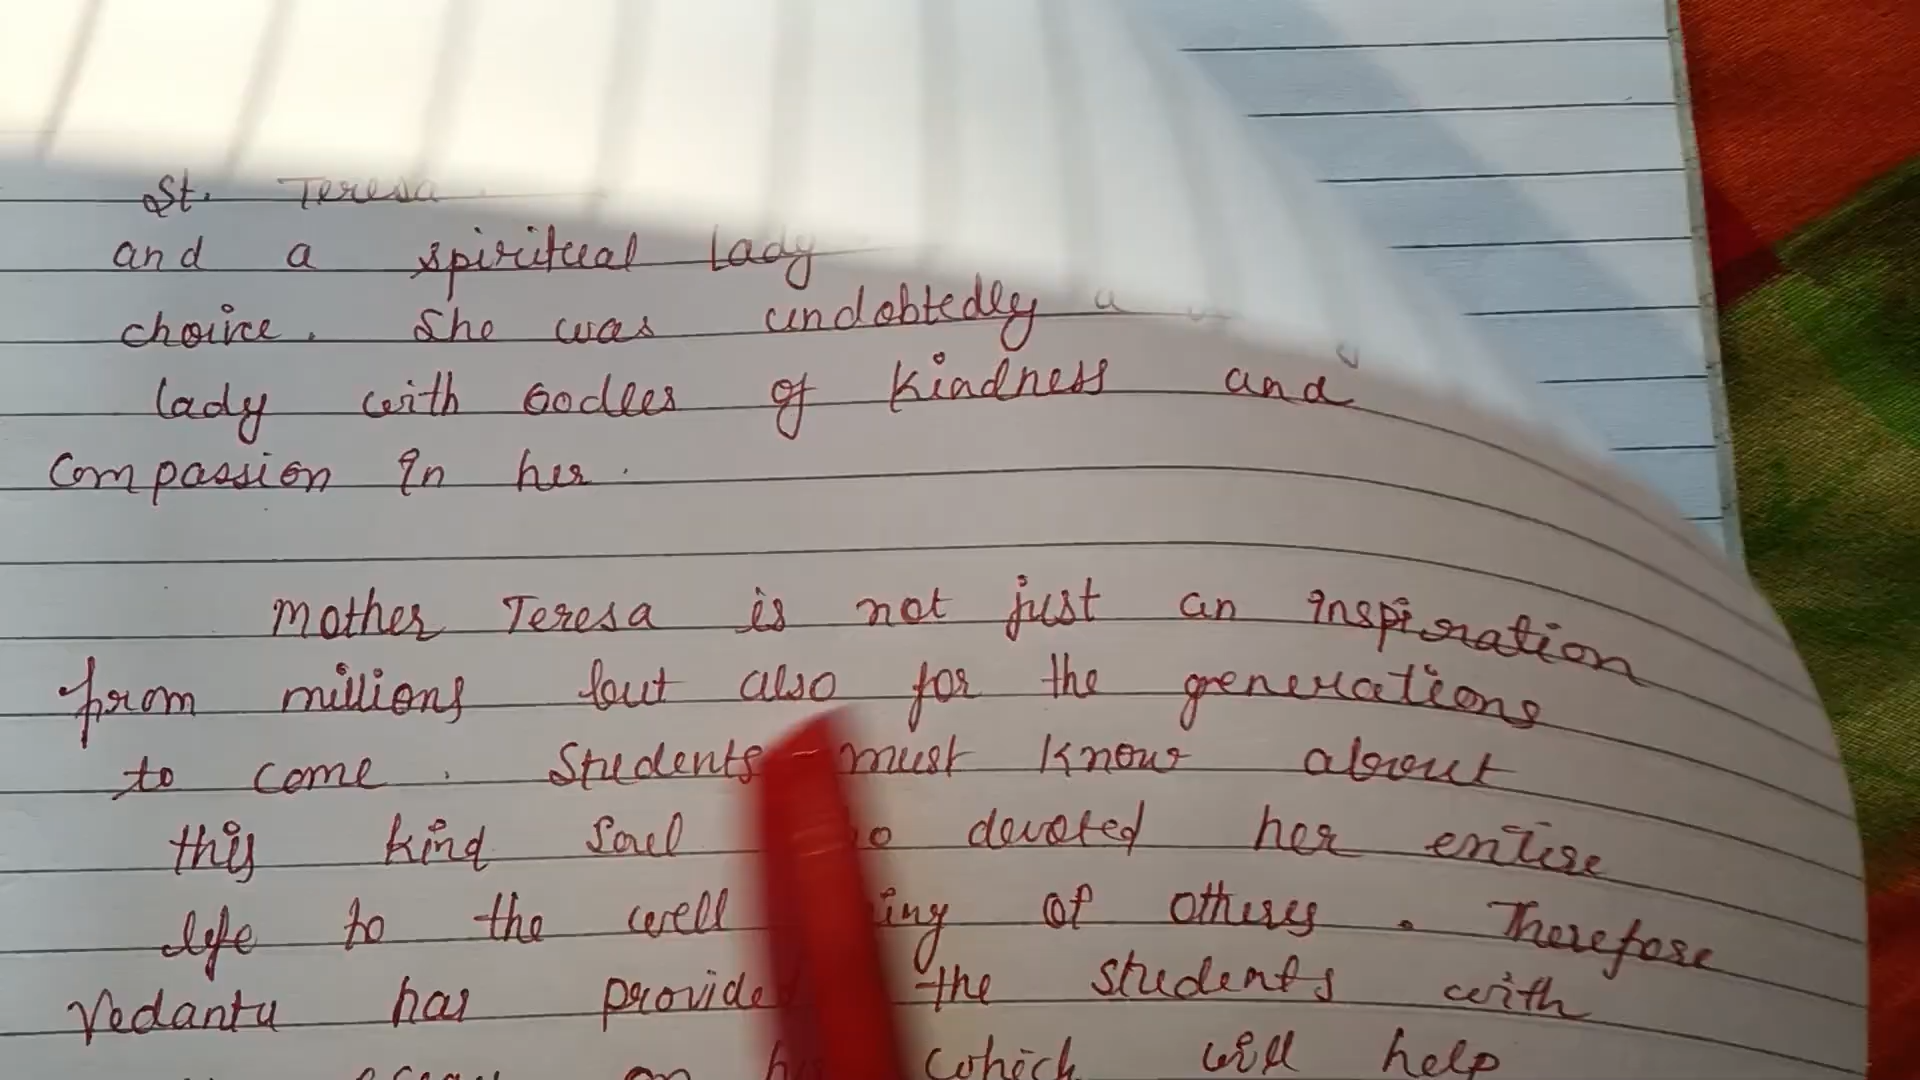 St. Teresa
and a spiritual lady
choice. She was undobtedly a
lady with oodles of kindness and
compassion in her.
Mother Teresa is not just an inspiration
from millions but also for the generations
to come. Students must know about
this kind soul devoted her entire
life to the well of others. Therefore
Vedantu has the students with
on which will help